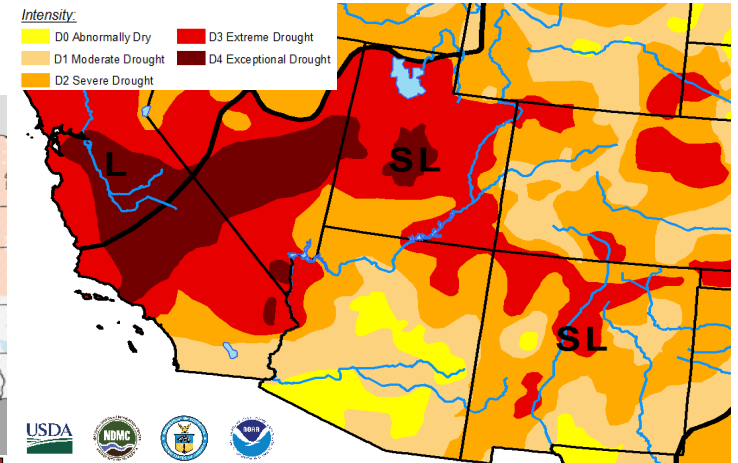 Intensity:
D0 Abnormally Dry
D3 Extreme Drought
D1 Moderate Drought
D4 Exceptional Drought
D2 Severe Drought
L
SL
SL
USDA
NDMC
NOAA